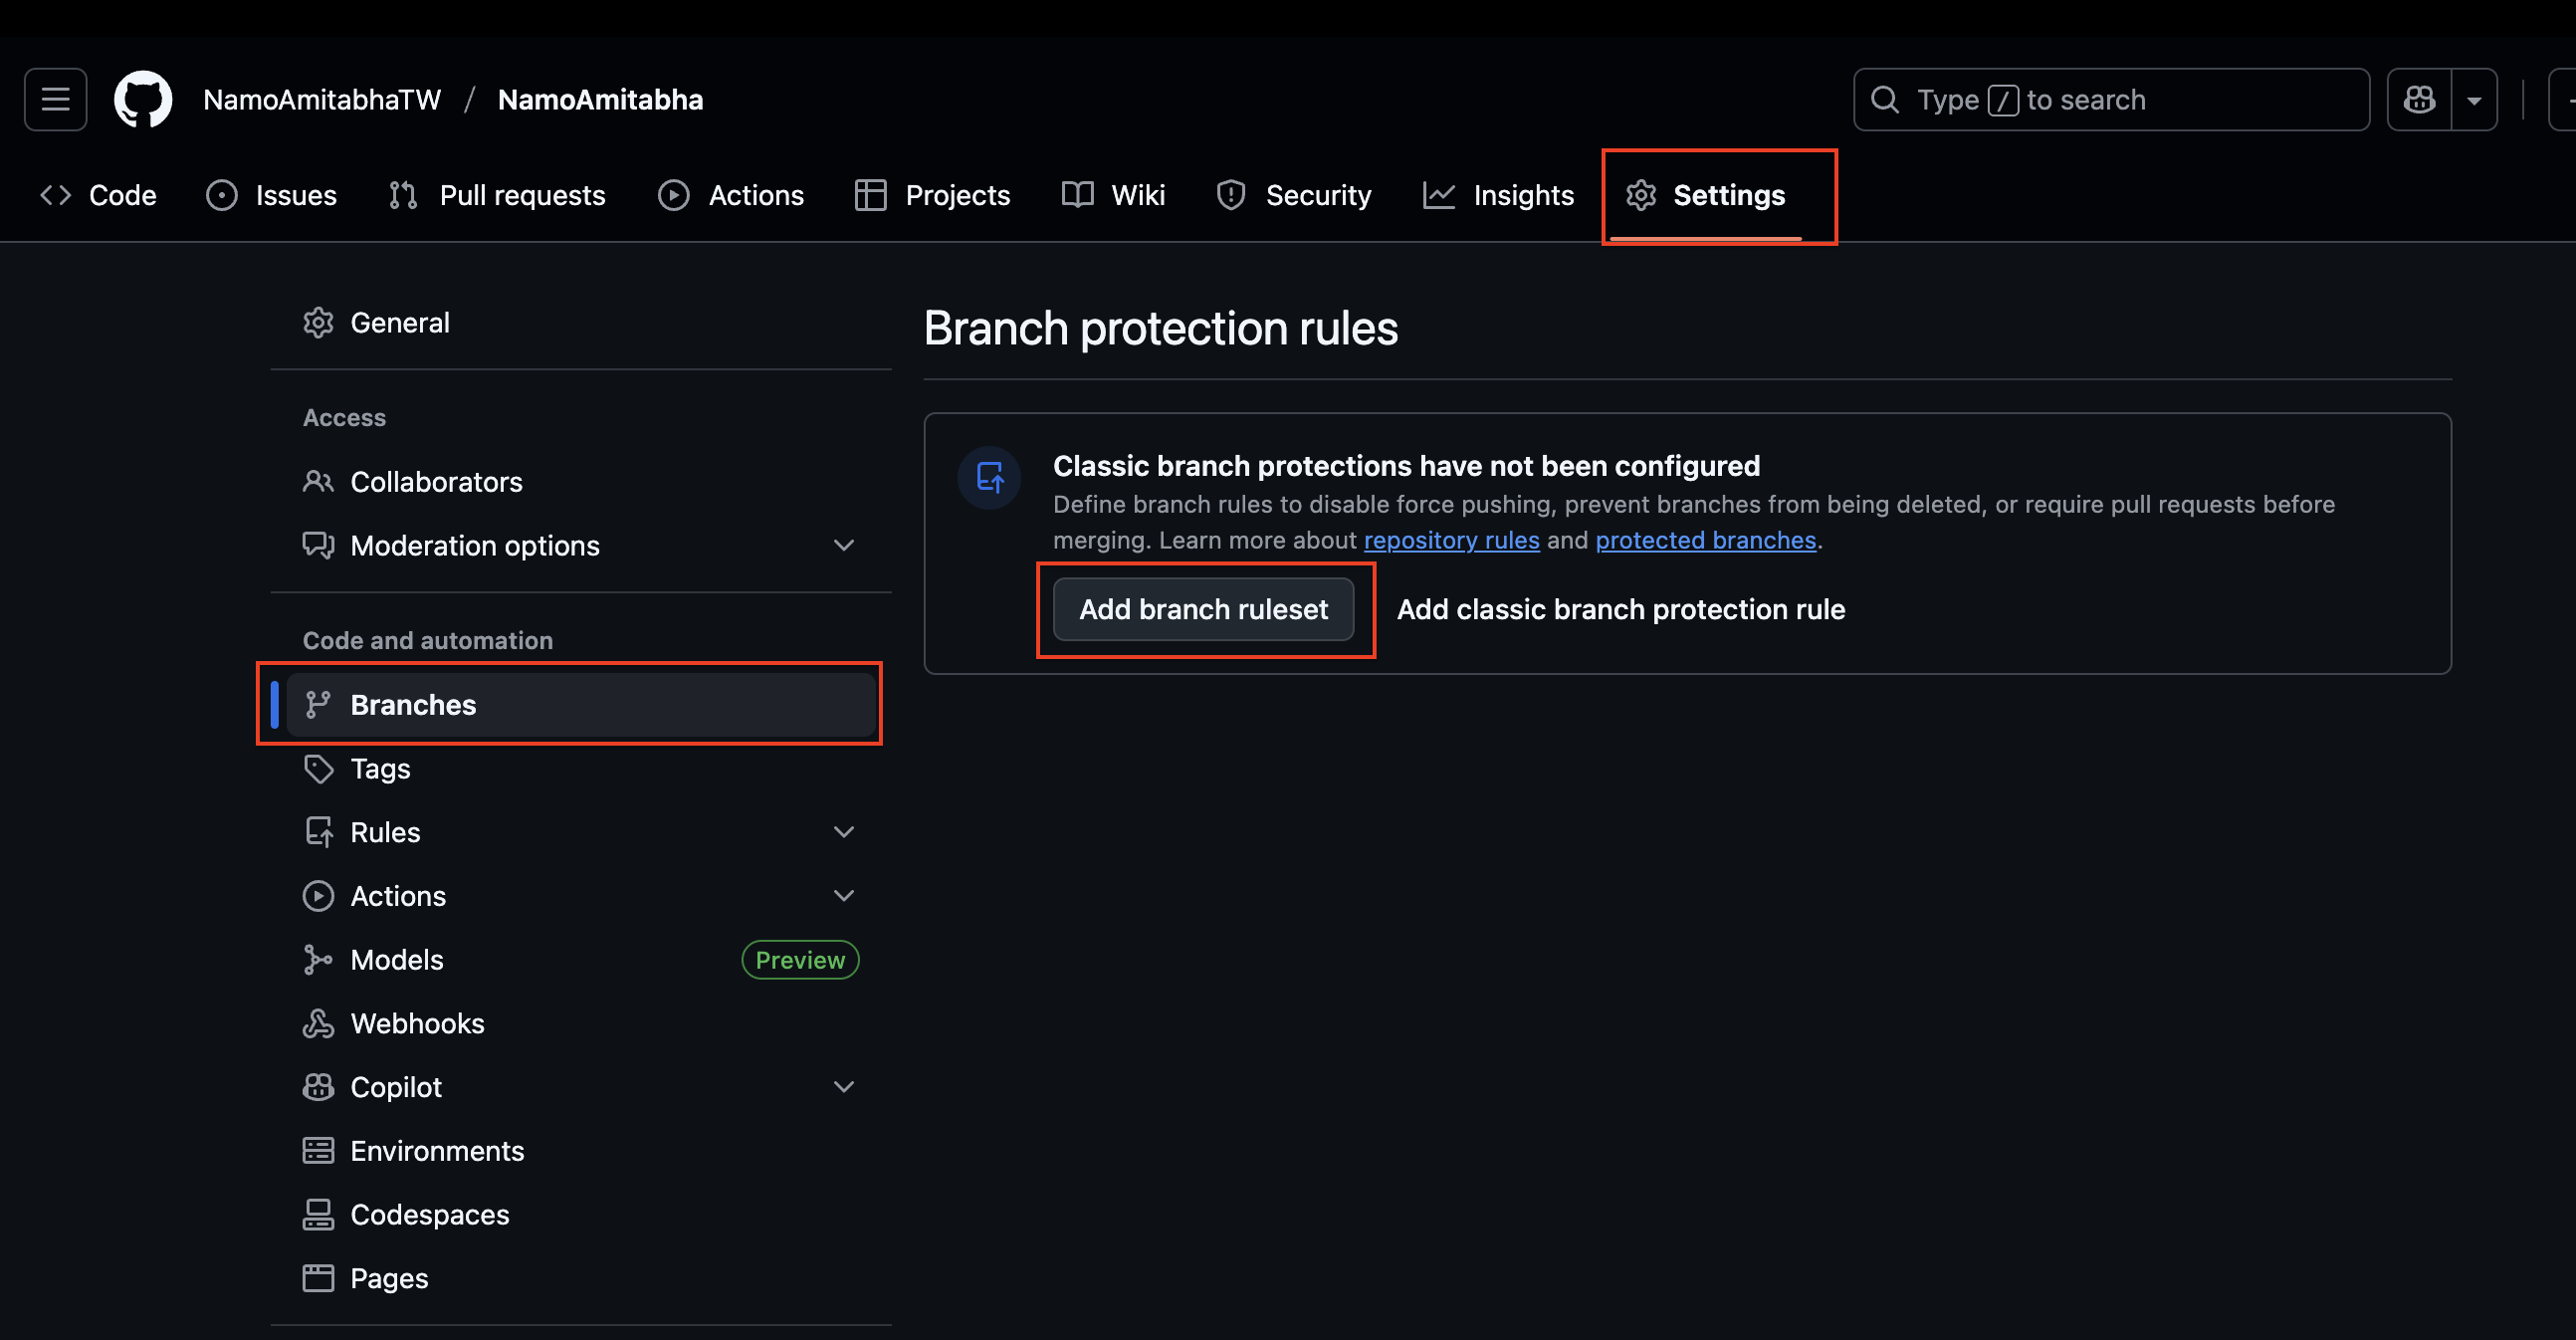 NamoAmitabhaTW / NamoAmitabha
Type / to search
Code Issues Pull requests Actions Projects Wiki Security Insights Settings
General
Access
Collaborators
Moderation options
Code and automation
Branches
Tags
Rules
Actions
Models Preview
Webhooks
Copilot
Environments
Codespaces
Pages
Branch protection rules
Classic branch protections have not been configured
Define branch rules to disable force pushing, prevent branches from being deleted, or require pull requests before
merging. Learn more about repository rules and protected branches.
Add branch ruleset Add classic branch protection rule